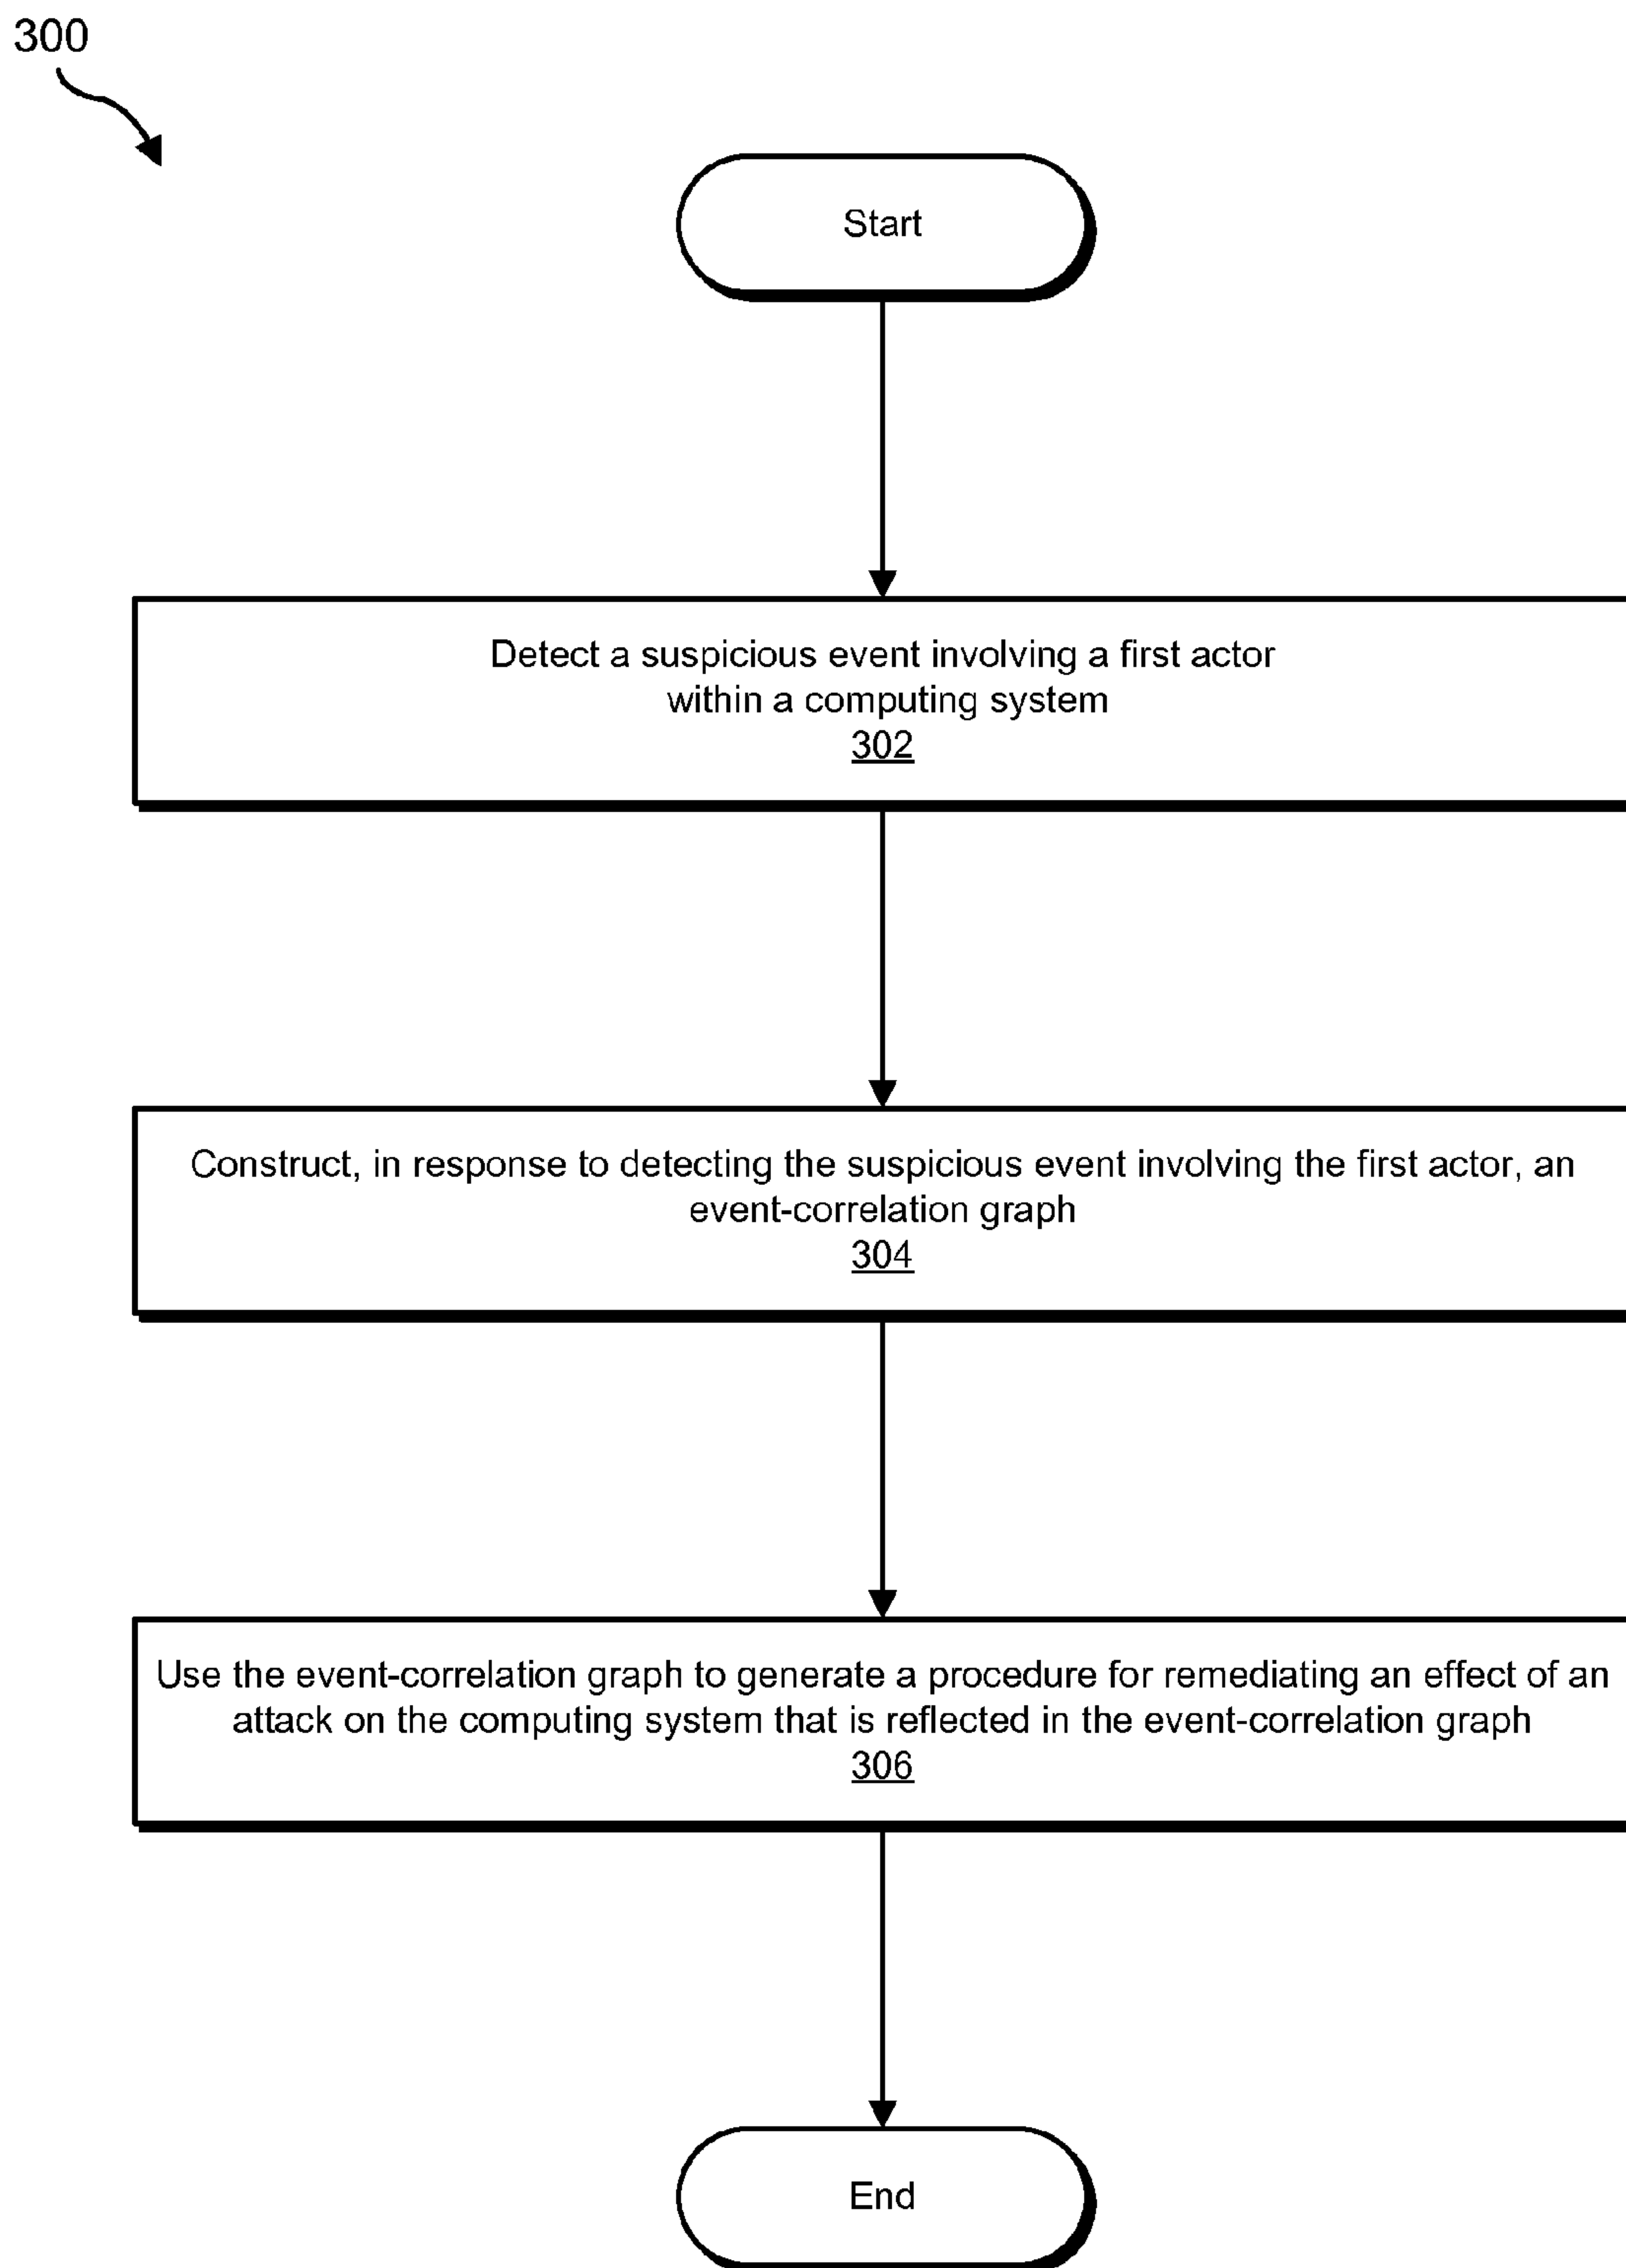 300
Start
Detect a suspicious event involving a first actor
within a computing system
302
Construct, in response to detecting the suspicious event involving the first actor, an
event-correlation graph
304
Use the event-correlation graph to generate a procedure for remediating an effect of an
attack on the computing system that is reflected in the event-correlation graph
306
End